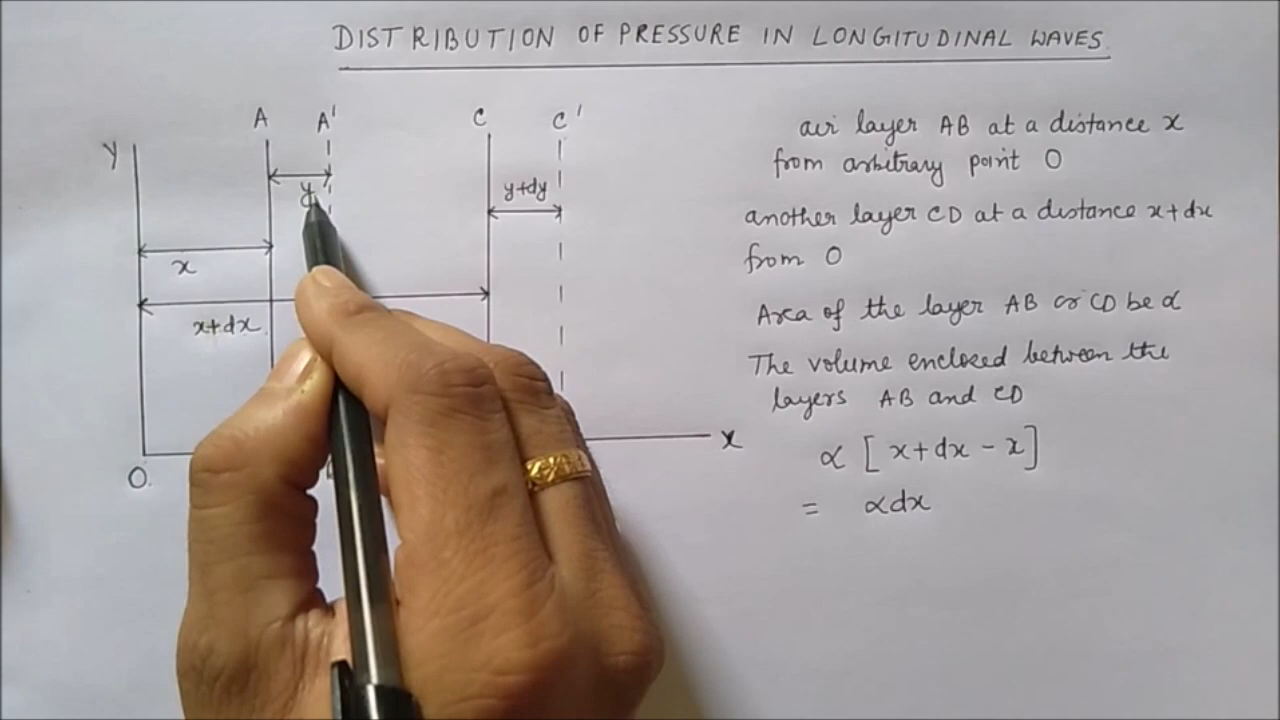 DISTRIBUTION OF PRESSURE IN LONGITUDINAL WAVES
A A' C C'
Y
y
y+dy
x
x+dx
X
O
air layer AB at a distance x
from arbitrary point O
another layer CD at a distance x+dx
from O
Area of the layer AB or CD be α
The volume enclosed between the
layers AB and CD
α [x+dx-x]
= αdx